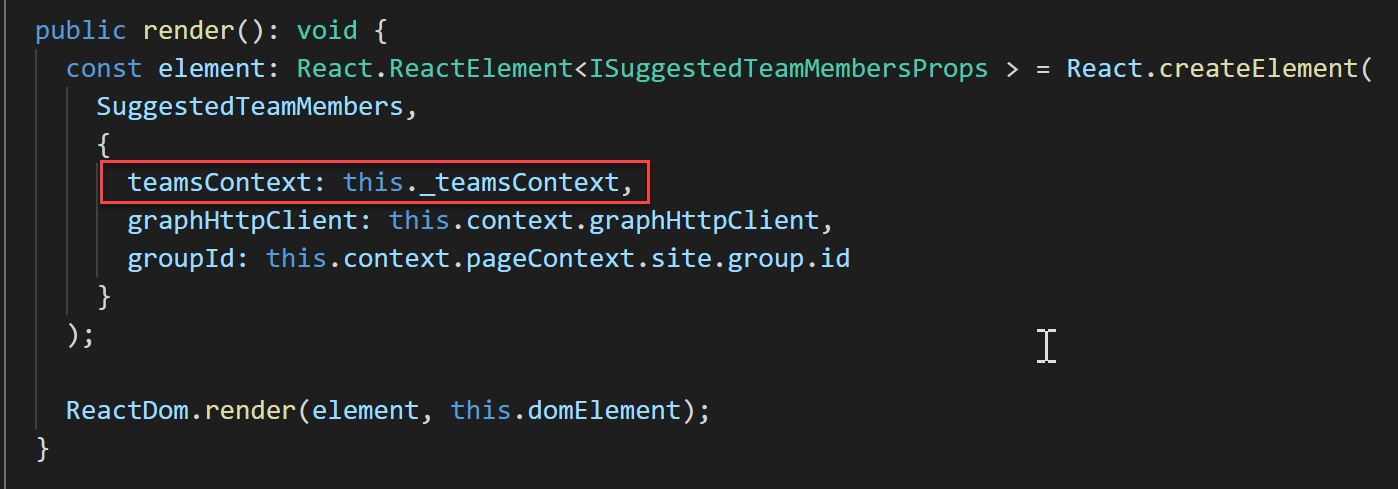 public render(): void {
const element: React.ReactElement<ISuggestedTeamMembersProps > = React.createElement(
SuggestedTeamMembers,
{
teamsContext: this._teamsContext,
graphHttpClient: this.context.graphHttpClient,
groupId: this.context.pageContext.site.group.id
}
);
ReactDom.render(element, this.domElement);
}